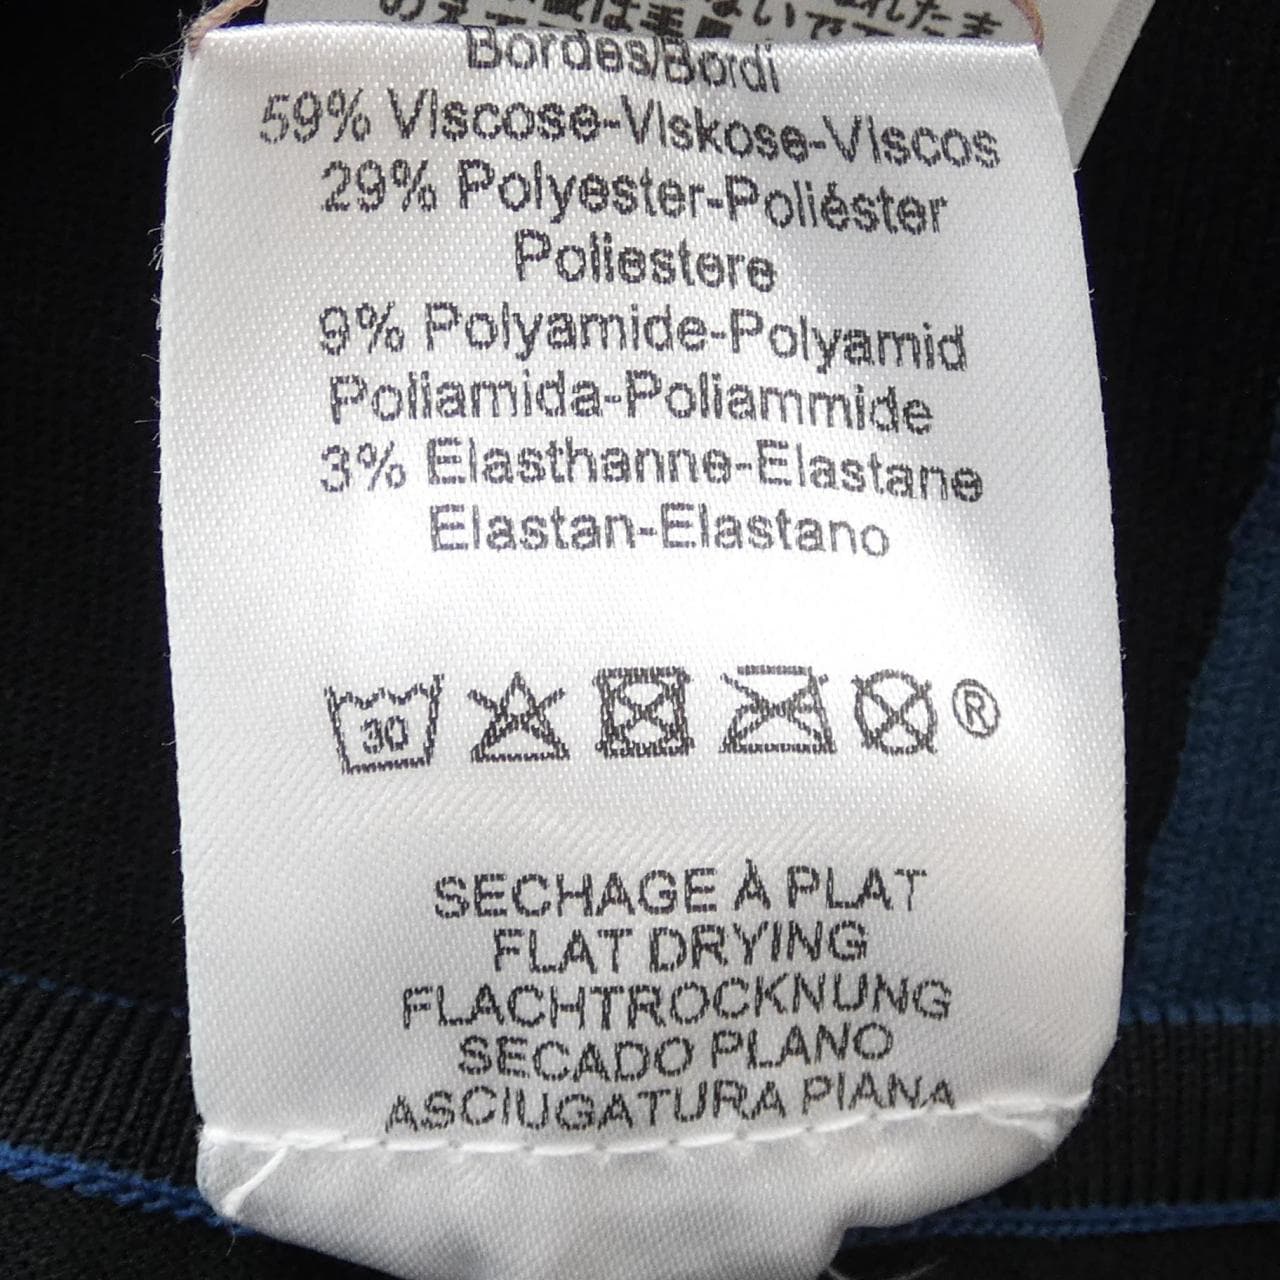 Bordes/Bordi
59% Viscose-Viskose-Viscos
29% Polyester-Poliéster
Poliestere
9% Polyamide-Polyamid
Poliamida-Poliammide
3% Elasthanne-Elastane
Elastan-Elastano
30
®
SECHAGE À PLAT
FLAT DRYING
FLACHTROCKNUNG
SECADO PLANO
ASCIUGATURA PIANA